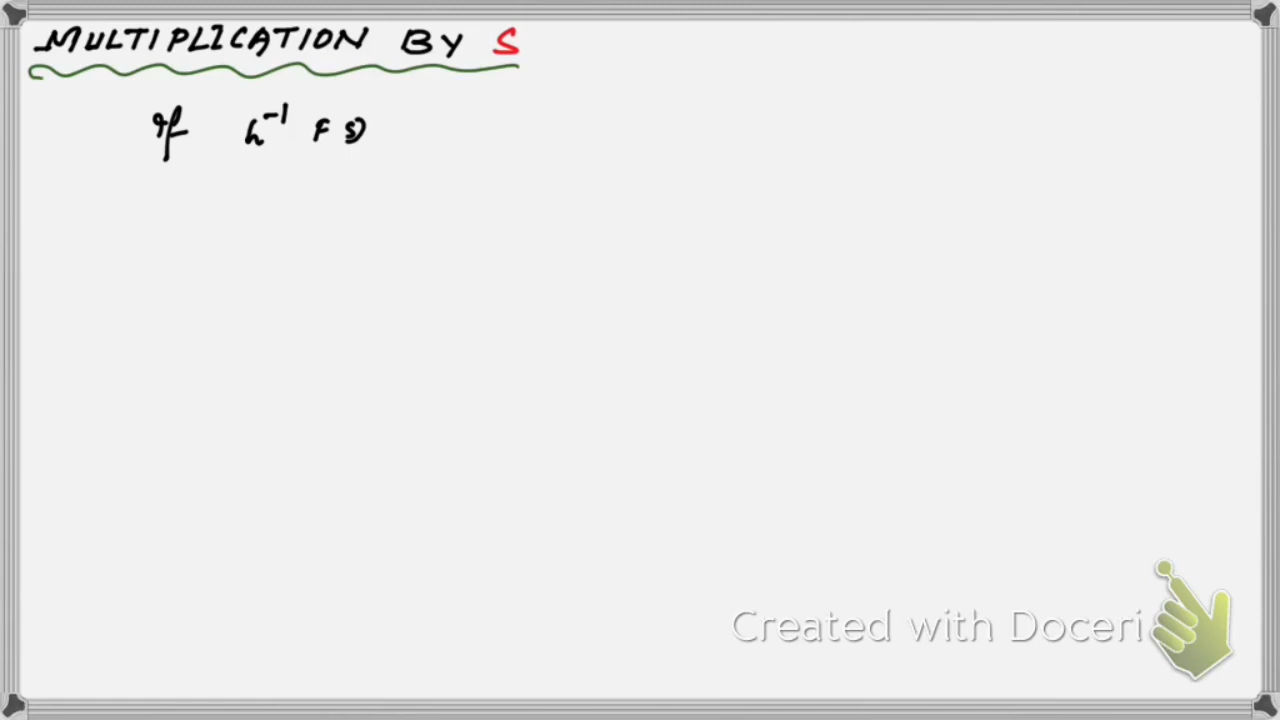 MULTIPLICATION BY S
If L⁻¹ F(s)
Created with Doceri